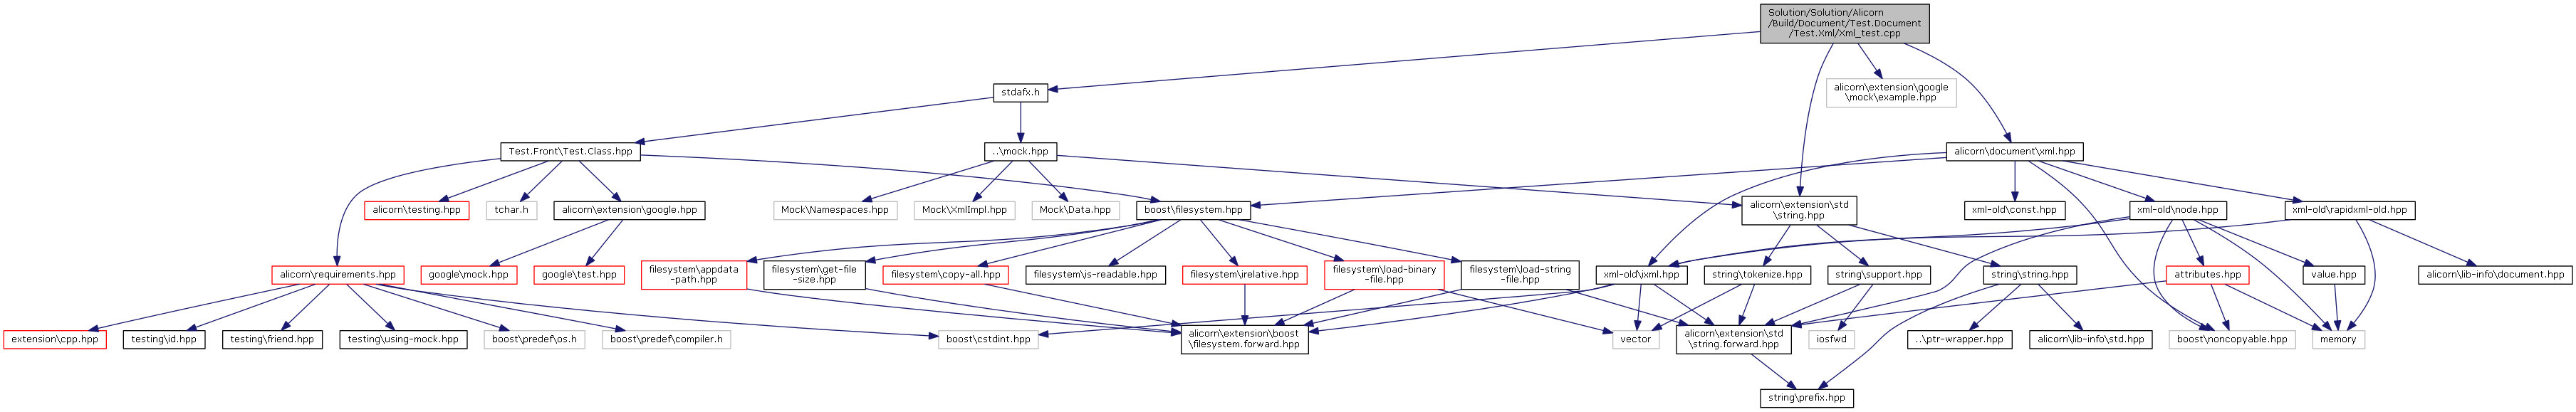 Solution/Solution/Alicorn
/Build/Document/Test.Document
/Test.Xml/Xml_test.cpp
stdafx.h
alicorn\extension\google
\mock\example.hpp
Test.Front\Test.Class.hpp
..\mock.hpp
alicorn\document\xml.hpp
alicorn\testing.hpp
tchar.h
alicorn\extension\google.hpp
Mock\Namespaces.hpp
Mock\XmlImpl.hpp
Mock\Data.hpp
boost\filesystem.hpp
alicorn\extension\std
\string.hpp
xml-old\const.hpp
xml-old\node.hpp
xml-old\rapidxml-old.hpp
alicorn\requirements.hpp
google\mock.hpp
google\test.hpp
filesystem\appdata
-path.hpp
filesystem\get-file
-size.hpp
filesystem\copy-all.hpp
filesystem\is-readable.hpp
filesystem\irelative.hpp
filesystem\load-binary
-file.hpp
filesystem\load-string
-file.hpp
xml-old\ixml.hpp
string\tokenize.hpp
string\support.hpp
string\string.hpp
attributes.hpp
value.hpp
alicorn\lib-info\document.hpp
extension\cpp.hpp
testing\id.hpp
testing\friend.hpp
testing\using-mock.hpp
boost\predef\os.h
boost\predef\compiler.h
boost\cstdint.hpp
alicorn\extension\boost
\filesystem.forward.hpp
vector
alicorn\extension\std
\string.forward.hpp
iosfwd
..\ptr-wrapper.hpp
alicorn\lib-info\std.hpp
boost\noncopyable.hpp
memory
string\prefix.hpp